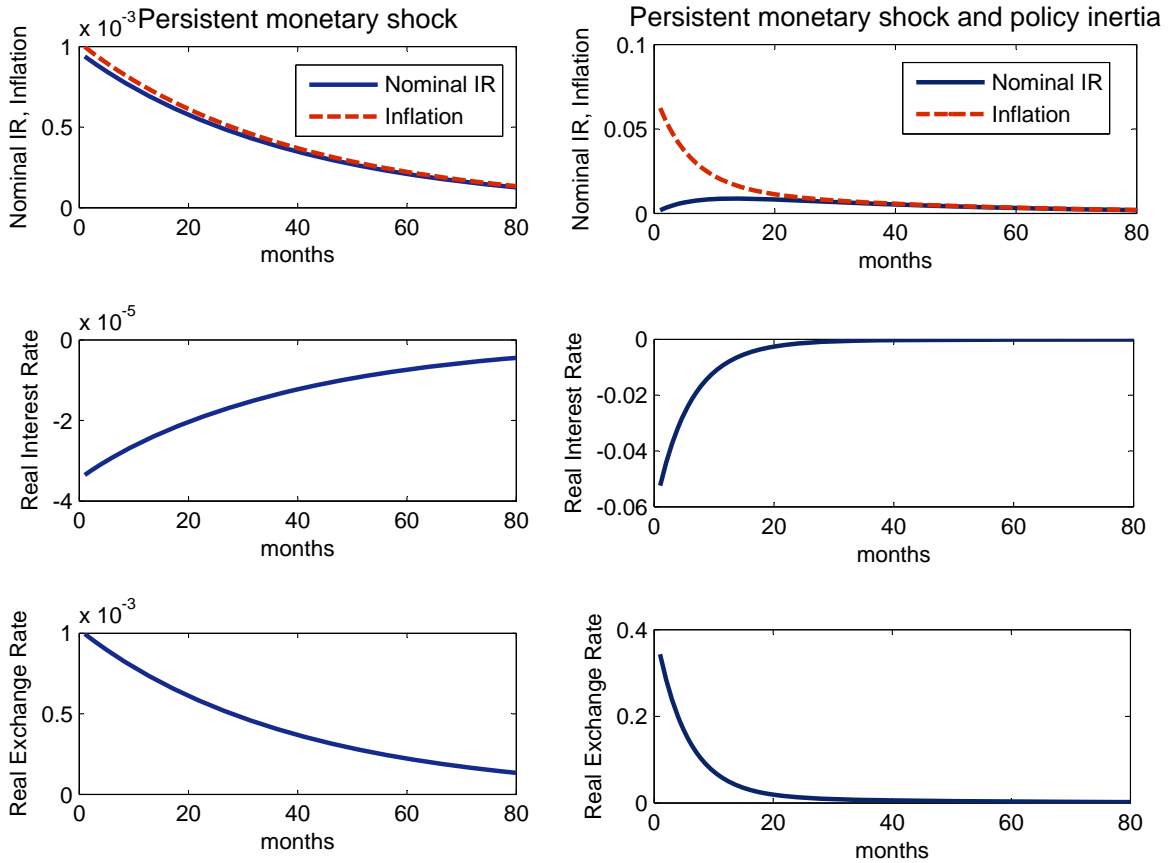 Persistent monetary shock
x 10^-3
1
0.5
0
Nominal IR, Inflation
Nominal IR
Inflation
0 20 40 60 80
months
Persistent monetary shock and policy inertia
0.1
0.05
0
Nominal IR, Inflation
Nominal IR
Inflation
0 20 40 60 80
months
x 10^-5
0
-2
-4
Real Interest Rate
0 20 40 60 80
months
0
-0.02
-0.04
-0.06
Real Interest Rate
0 20 40 60 80
months
x 10^-3
1
0.5
0
Real Exchange Rate
0 20 40 60 80
months
0.4
0.2
0
Real Exchange Rate
0 20 40 60 80
months